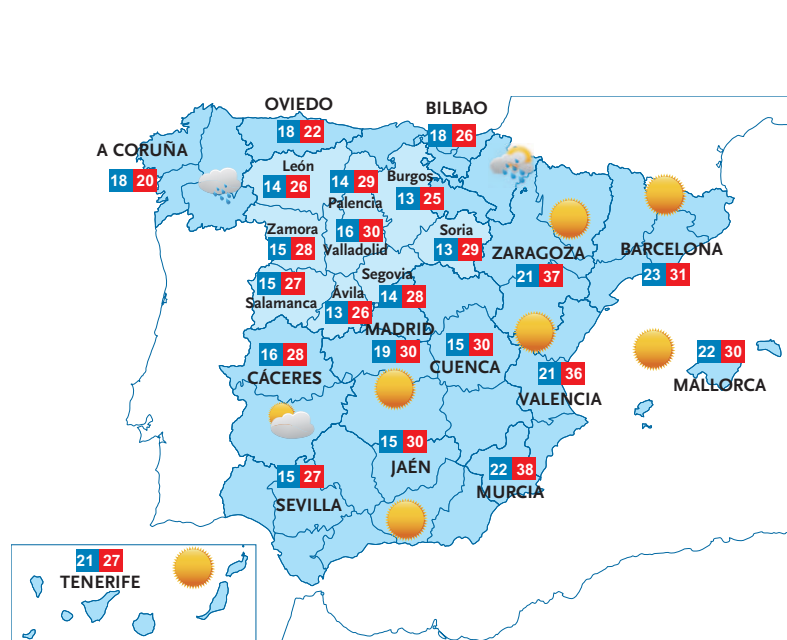 OVIEDO
18 22
BILBAO
18 26
A CORUÑA
18 20
León
14 26
14 29
Palencia
Burgos
13 25
Zamora
15 28
16 30
Valladolid
Soria
13 29
ZARAGOZA
21 37
BARCELONA
23 31
15 27
Salamanca
Ávila
13 26
Segovia
14 28
MADRID
19 30
15 30
CUENCA
16 28
CÁCERES
21 36
VALENCIA
22 30
MALLORCA
15 30
JAÉN
15 27
SEVILLA
22 38
MURCIA
21 27
TENERIFE